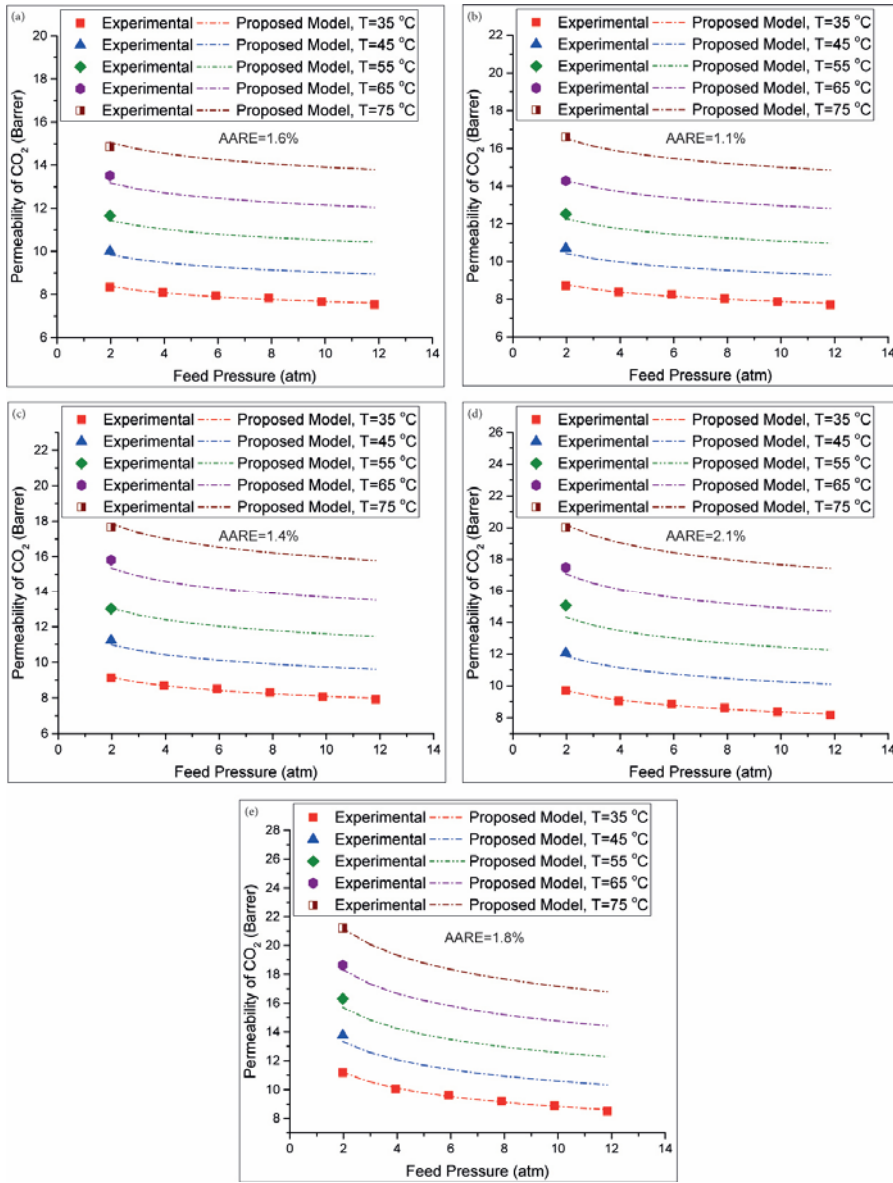 (a)
Experimental Proposed Model, T=35 °C
Experimental Proposed Model, T=45 °C
Experimental Proposed Model, T=55 °C
Experimental Proposed Model, T=65 °C
Experimental Proposed Model, T=75 °C
AARE=1.6%
Permeability of CO₂ (Barrer)
20
18
16
14
12
10
8
6
0 2 4 6 8 10 12 14
Feed Pressure (atm)
(b)
Experimental Proposed Model, T=35 °C
Experimental Proposed Model, T=45 °C
Experimental Proposed Model, T=55 °C
Experimental Proposed Model, T=65 °C
Experimental Proposed Model, T=75 °C
AARE=1.1%
Permeability of CO₂ (Barrer)
22
20
18
16
14
12
10
8
6
0 2 4 6 8 10 12 14
Feed Pressure (atm)
(c)
Experimental Proposed Model, T=35 °C
Experimental Proposed Model, T=45 °C
Experimental Proposed Model, T=55 °C
Experimental Proposed Model, T=65 °C
Experimental Proposed Model, T=75 °C
AARE=1.4%
Permeability of CO₂ (Barrer)
22
20
18
16
14
12
10
8
6
0 2 4 6 8 10 12 14
Feed Pressure (atm)
(d)
Experimental Proposed Model, T=35 °C
Experimental Proposed Model, T=45 °C
Experimental Proposed Model, T=55 °C
Experimental Proposed Model, T=65 °C
Experimental Proposed Model, T=75 °C
AARE=2.1%
Permeability of CO₂ (Barrer)
26
24
22
20
18
16
14
12
10
8
0 2 4 6 8 10 12 14
Feed Pressure (atm)
(e)
Experimental Proposed Model, T=35 °C
Experimental Proposed Model, T=45 °C
Experimental Proposed Model, T=55 °C
Experimental Proposed Model, T=65 °C
Experimental Proposed Model, T=75 °C
AARE=1.8%
Permeability of CO₂ (Barrer)
28
26
24
22
20
18
16
14
12
10
8
0 2 4 6 8 10 12 14
Feed Pressure (atm)